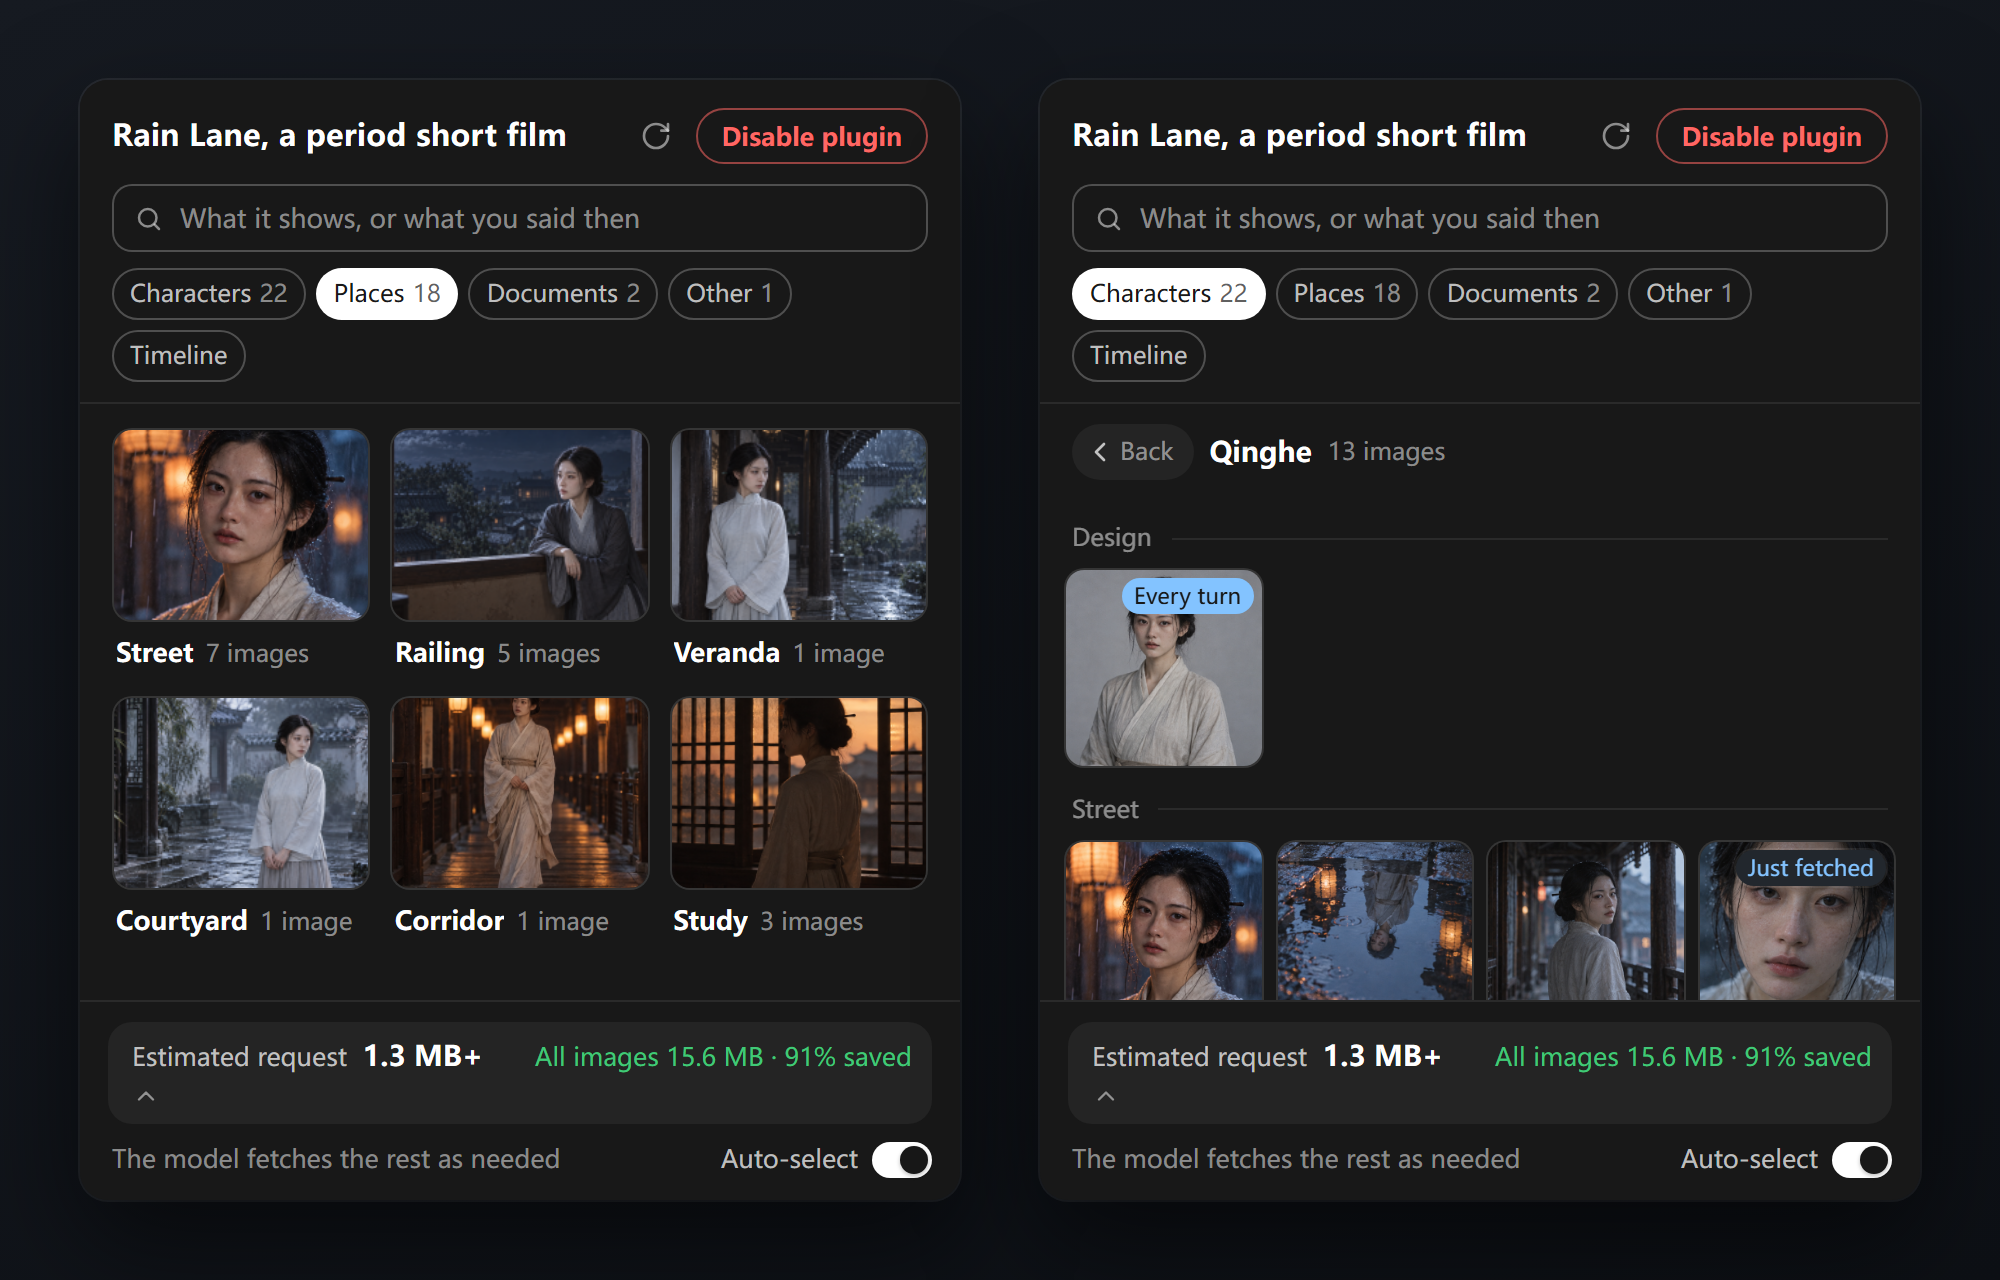 Rain Lane, a period short film
Disable plugin
What it shows, or what you said then
Characters 22
Places 18
Documents 2
Other 1
Timeline
Street 7 images
Railing 5 images
Veranda 1 image
Courtyard 1 image
Corridor 1 image
Study 3 images
Estimated request 1.3 MB+
All images 15.6 MB · 91% saved
The model fetches the rest as needed
Auto-select
Rain Lane, a period short film
Disable plugin
What it shows, or what you said then
Characters 22
Places 18
Documents 2
Other 1
Timeline
Back
Qinghe 13 images
Design
Every turn
Street
Just fetched
Estimated request 1.3 MB+
All images 15.6 MB · 91% saved
The model fetches the rest as needed
Auto-select